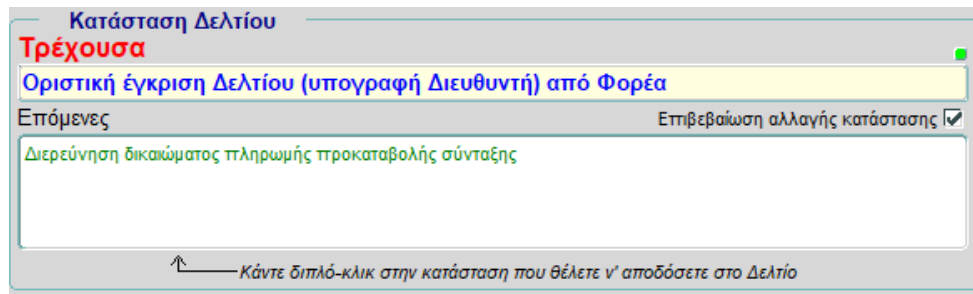 Κατάσταση Δελτίου
Τρέχουσα
Οριστική έγκριση Δελτίου (υπογραφή Διευθυντή) από Φορέα
Επόμενες
Επιβεβαίωση αλλαγής κατάστασης
Διερεύνηση δικαιώματος πληρωμής προκαταβολής σύνταξης
Κάντε διπλό-κλικ στην κατάσταση που θέλετε ν' αποδόσετε στο Δελτίο